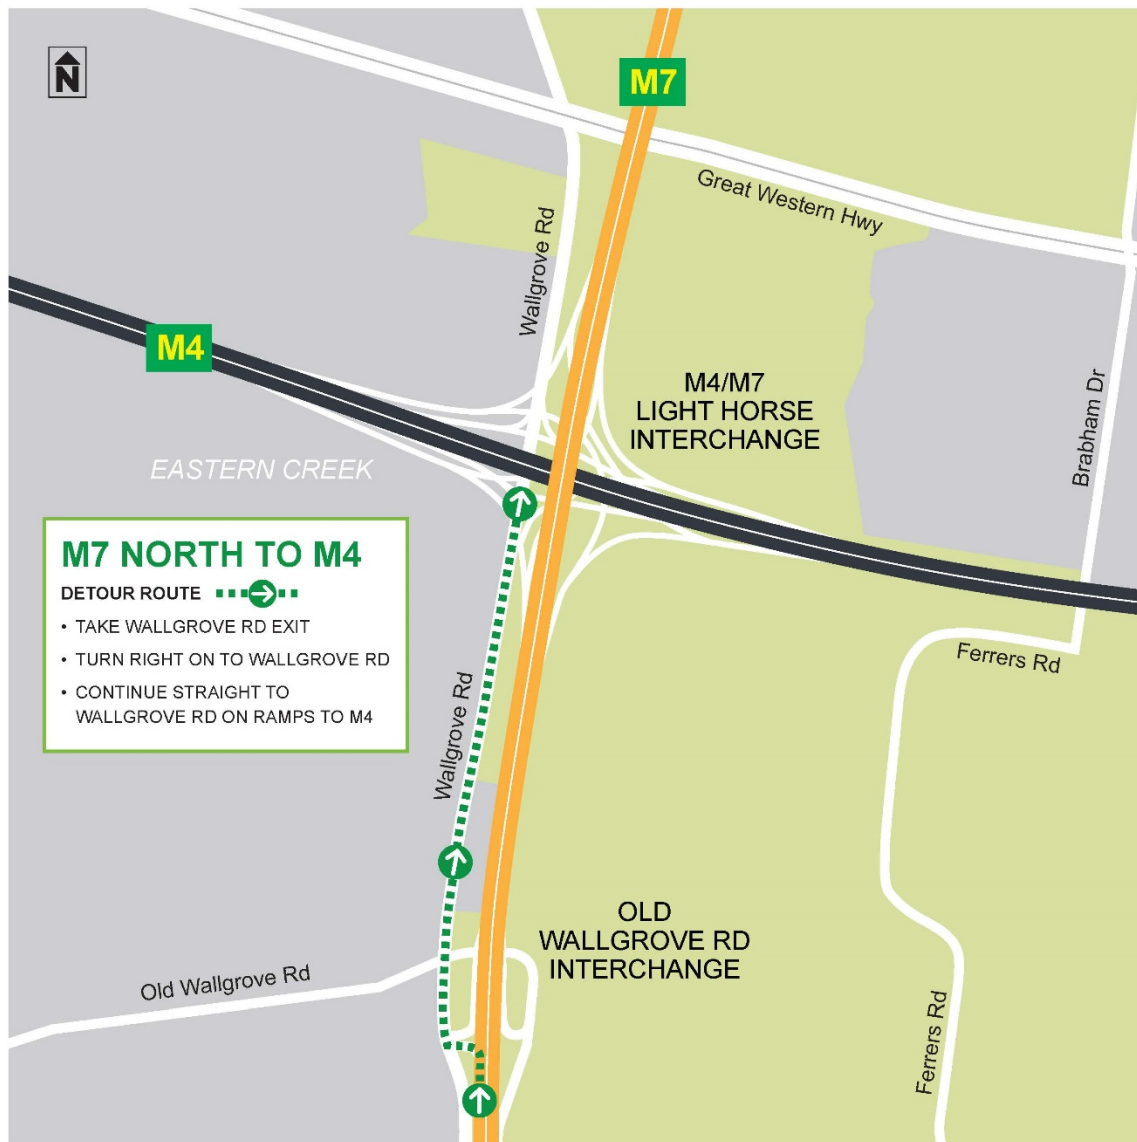 N
M7
Great Western Hwy
Wallgrove Rd
M4
M4/M7
LIGHT HORSE
INTERCHANGE
Brabham Dr
EASTERN CREEK
M7 NORTH TO M4
DETOUR ROUTE
• TAKE WALLGROVE RD EXIT
• TURN RIGHT ON TO WALLGROVE RD
• CONTINUE STRAIGHT TO
WALLGROVE RD ON RAMPS TO M4
Ferrers Rd
Wallgrove Rd
OLD
WALLGROVE RD
INTERCHANGE
Old Wallgrove Rd
Ferrers Rd